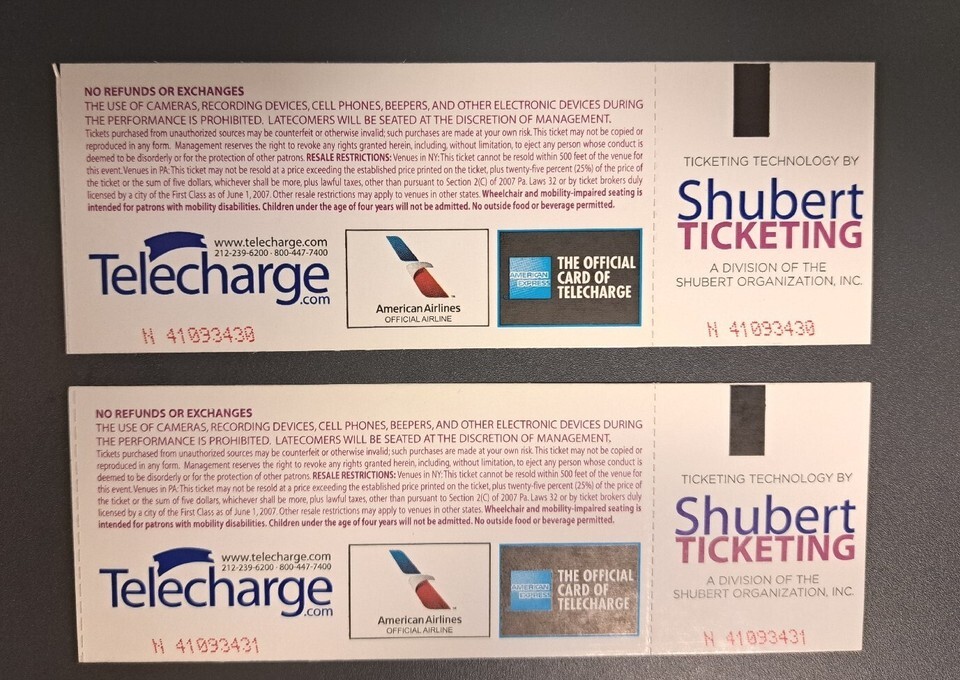 NO REFUNDS OR EXCHANGES
THE USE OF CAMERAS, RECORDING DEVICES, CELL PHONES, BEEPERS, AND OTHER ELECTRONIC DEVICES DURING
THE PERFORMANCE IS PROHIBITED. LATECOMERS WILL BE SEATED AT THE DISCRETION OF MANAGEMENT.
Tickets purchased from unauthorized sources may be counterfeit or otherwise invalid; such purchases are made at your own risk. This ticket may not be copied or
reproduced in any form. Management reserves the right to revoke any rights granted herein, including, without limitation, to eject any person whose conduct is
deemed to be disorderly or for the protection of other patrons. RESALE RESTRICTIONS: Venues in NY: This ticket cannot be resold within 500 feet of the venue for
this event. Venues in PA: This ticket may not be resold at a price exceeding the established price printed on the ticket, plus twenty-five percent (25%) of the price of
the ticket or the sum of five dollars, whichever shall be more, plus lawful taxes, other than pursuant to Section 2(C) of 2007 Pa. Laws 32 or by ticket brokers duly
licensed by a city of the First Class as of June 1, 2007. Other resale restrictions may apply to venues in other states. Wheelchair and mobility-impaired seating is
intended for patrons with mobility disabilities. Children under the age of four years will not be admitted. No outside food or beverage permitted.
www.telecharge.com
212-239-6200 · 800-447-7400
Telecharge
.com
American Airlines
OFFICIAL AIRLINE
AMERICAN
EXPRESS
THE OFFICIAL
CARD OF
TELECHARGE
N 41093430
TICKETING TECHNOLOGY BY
Shubert
TICKETING
A DIVISION OF THE
SHUBERT ORGANIZATION, INC.
N 41093430
NO REFUNDS OR EXCHANGES
THE USE OF CAMERAS, RECORDING DEVICES, CELL PHONES, BEEPERS, AND OTHER ELECTRONIC DEVICES DURING
THE PERFORMANCE IS PROHIBITED. LATECOMERS WILL BE SEATED AT THE DISCRETION OF MANAGEMENT.
Tickets purchased from unauthorized sources may be counterfeit or otherwise invalid; such purchases are made at your own risk. This ticket may not be copied or
reproduced in any form. Management reserves the right to revoke any rights granted herein, including, without limitation, to eject any person whose conduct is
deemed to be disorderly or for the protection of other patrons. RESALE RESTRICTIONS: Venues in NY: This ticket cannot be resold within 500 feet of the venue for
this event. Venues in PA: This ticket may not be resold at a price exceeding the established price printed on the ticket, plus twenty-five percent (25%) of the price of
the ticket or the sum of five dollars, whichever shall be more, plus lawful taxes, other than pursuant to Section 2(C) of 2007 Pa. Laws 32 or by ticket brokers duly
licensed by a city of the First Class as of June 1, 2007. Other resale restrictions may apply to venues in other states. Wheelchair and mobility-impaired seating is
intended for patrons with mobility disabilities. Children under the age of four years will not be admitted. No outside food or beverage permitted.
www.telecharge.com
212-239-6200 · 800-447-7400
Telecharge
.com
American Airlines
OFFICIAL AIRLINE
AMERICAN
EXPRESS
THE OFFICIAL
CARD OF
TELECHARGE
N 41093431
TICKETING TECHNOLOGY BY
Shubert
TICKETING
A DIVISION OF THE
SHUBERT ORGANIZATION, INC.
N 41093431